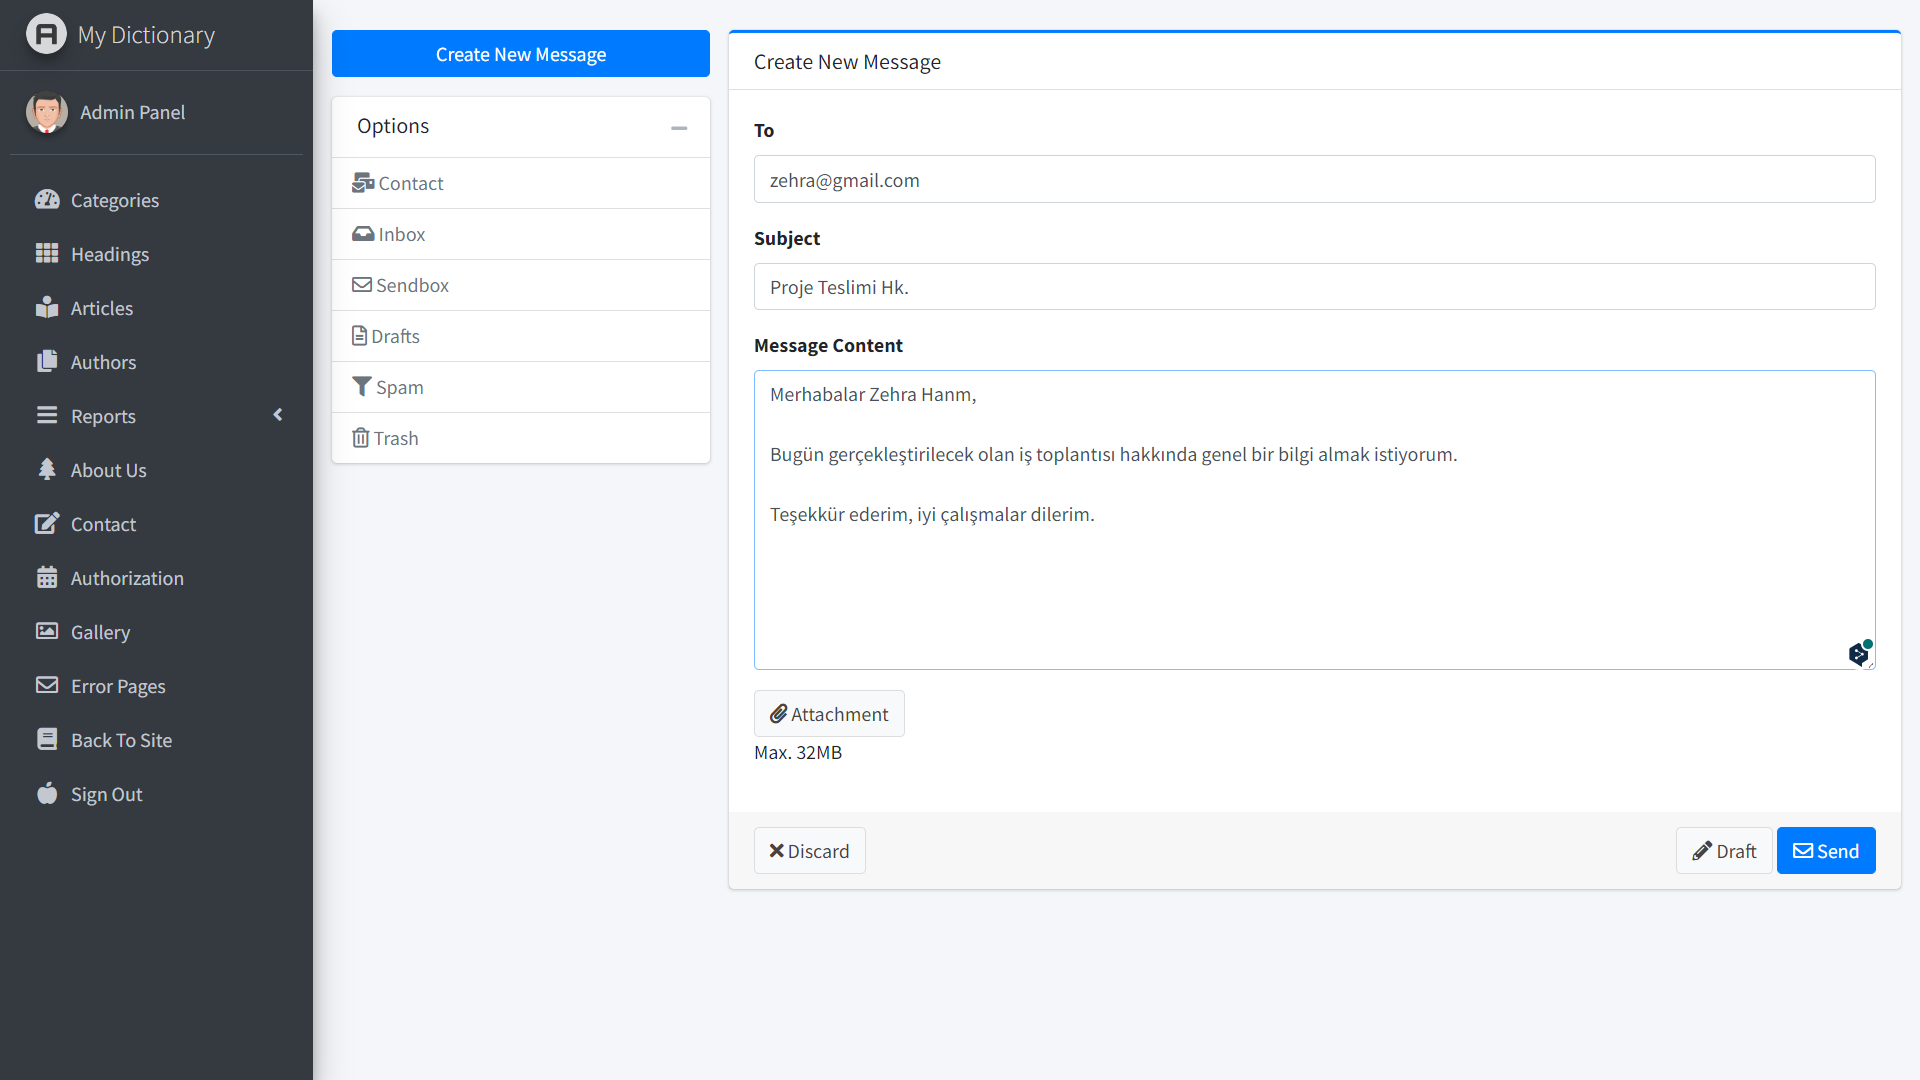 My Dictionary
Admin Panel
Categories
Headings
Articles
Authors
Reports
About Us
Contact
Authorization
Gallery
Error Pages
Back To Site
Sign Out
Create New Message
Options
Contact
Inbox
Sendbox
Drafts
Spam
Trash
Create New Message
To
zehra@gmail.com
Subject
Proje Teslimi Hk.
Message Content
Merhabalar Zehra Hanm,
Bugün gerçekleştirilecek olan iş toplantısı hakkında genel bir bilgi almak istiyorum.
Teşekkür ederim, iyi çalışmalar dilerim.
Attachment
Max. 32MB
Discard
Draft
Send